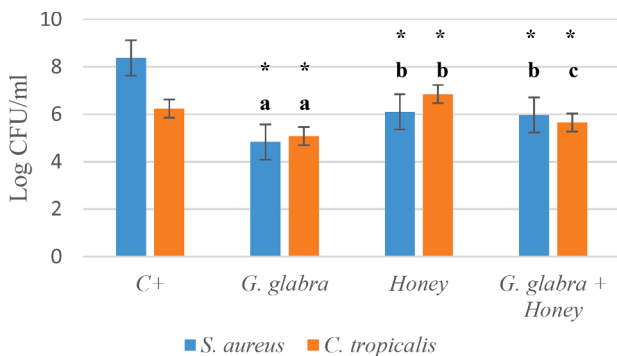 Log CFU/ml
10
8
6
4
2
0
* * * * * *
a a b b b c
C+ G. glabra Honey G. glabra + Honey
S. aureus C. tropicalis